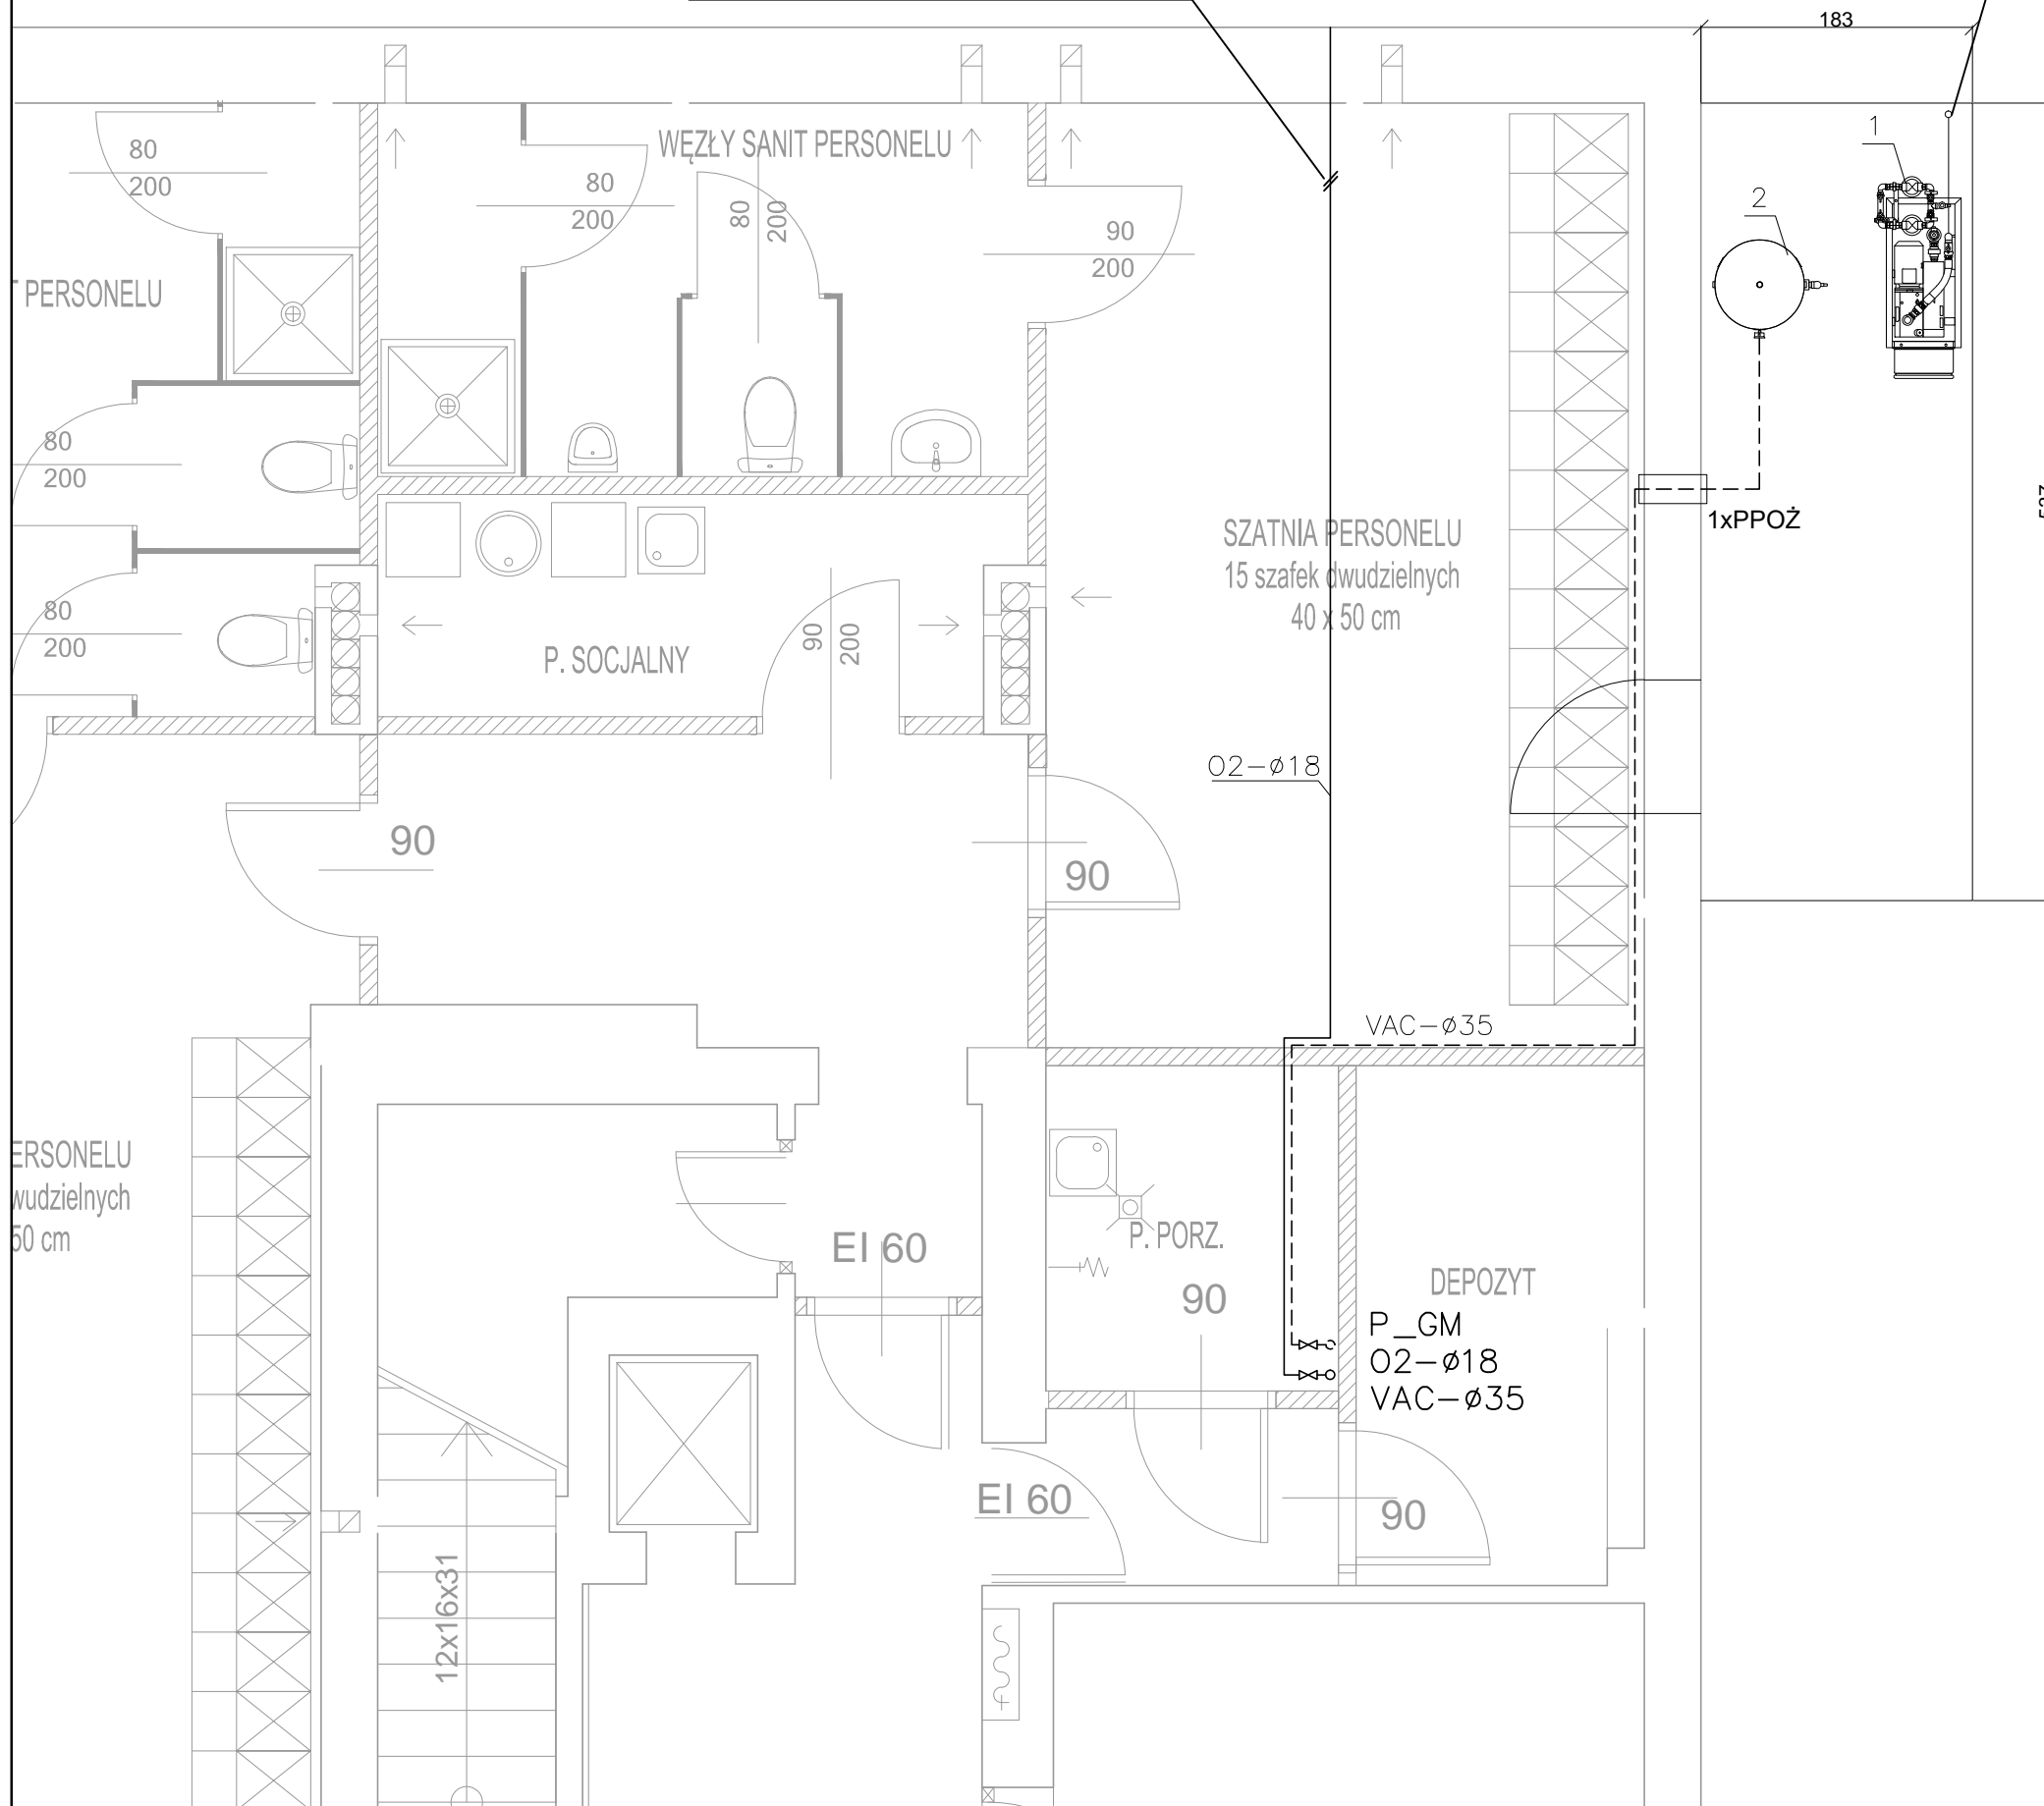 183
1
2
80
200
WĘZŁY SANIT PERSONELU
80
200
80
200
90
200
T PERSONELU
80
200
1xPPOŻ
SZATNIA PERSONELU
15 szafek dwudzielnych
40 x 50 cm
80
200
P. SOCJALNY
90
200
O2-ø18
90
90
VAC-ø35
ERSONELU
wudzielnych
50 cm
EI 60
P. PORZ.
90
DEPOZYT
P_GM
O2-ø18
VAC-ø35
EI 60
90
12x16x31